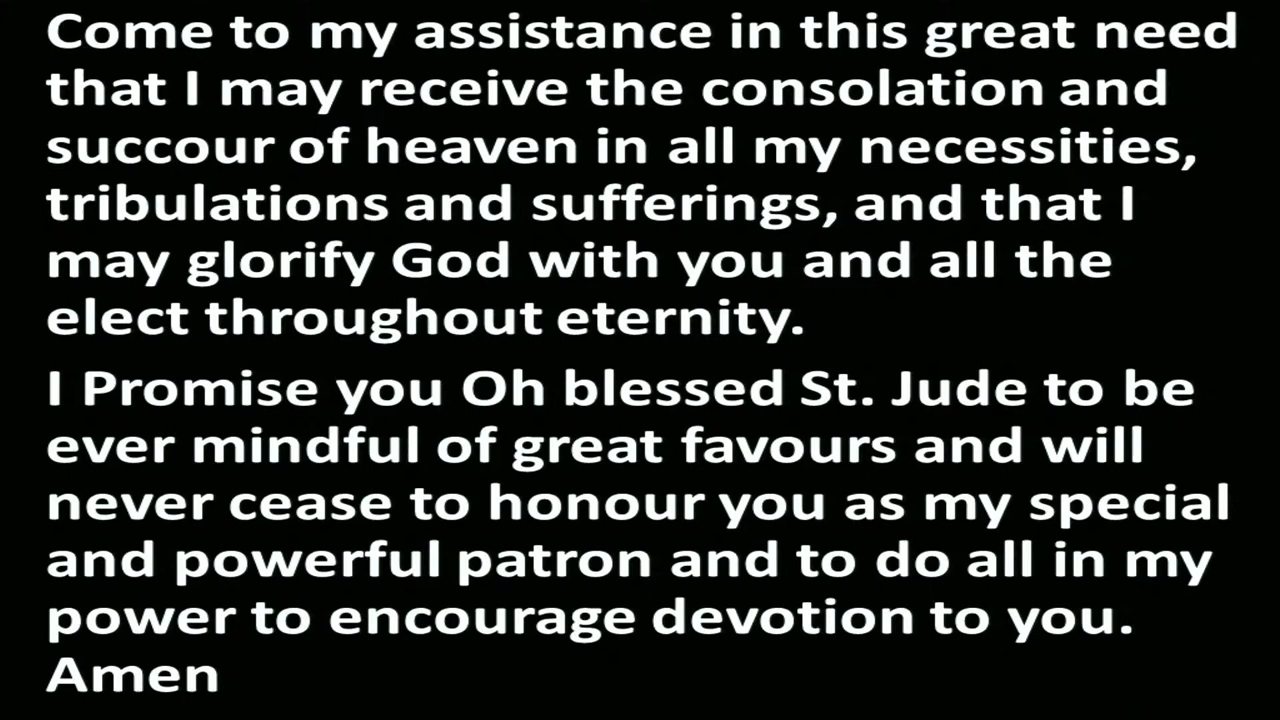 Come to my assistance in this great need
that I may receive the consolation and
succour of heaven in all my necessities,
tribulations and sufferings, and that I
may glorify God with you and all the
elect throughout eternity.
I Promise you Oh blessed St. Jude to be
ever mindful of great favours and will
never cease to honour you as my special
and powerful patron and to do all in my
power to encourage devotion to you.
Amen